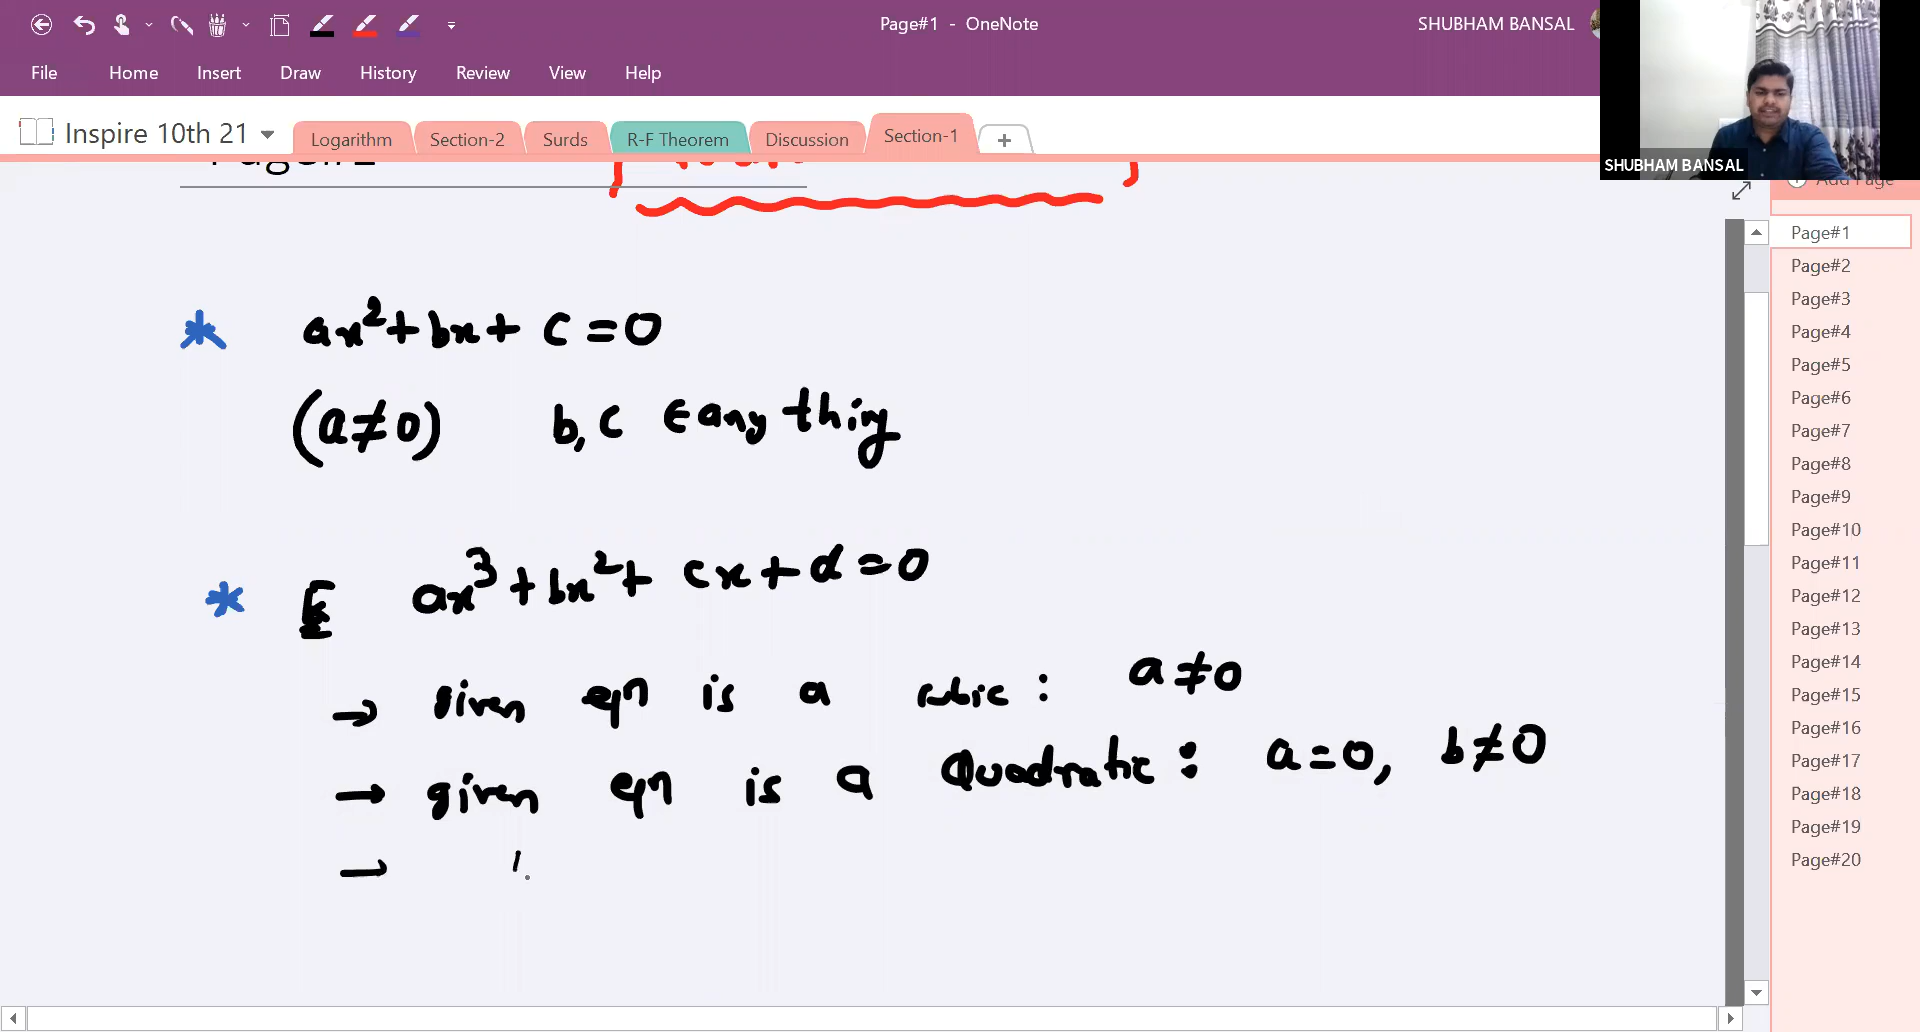 Page#1 - OneNote
SHUBHAM BANSAL
File Home Insert Draw History Review View Help
Inspire 10th 21
Logarithm Section-2 Surds R-F Theorem Discussion Section-1 +
SHUBHAM BANSAL
Add Page
ax²+bx+c=0
(a≠0) b,c ∈ any thing
ax³+bx²+cx+d=0
→ given eqn is a cubic: a≠0
→ given eqn is a Quadratic: a=0, b≠0
→
Page#1
Page#2
Page#3
Page#4
Page#5
Page#6
Page#7
Page#8
Page#9
Page#10
Page#11
Page#12
Page#13
Page#14
Page#15
Page#16
Page#17
Page#18
Page#19
Page#20